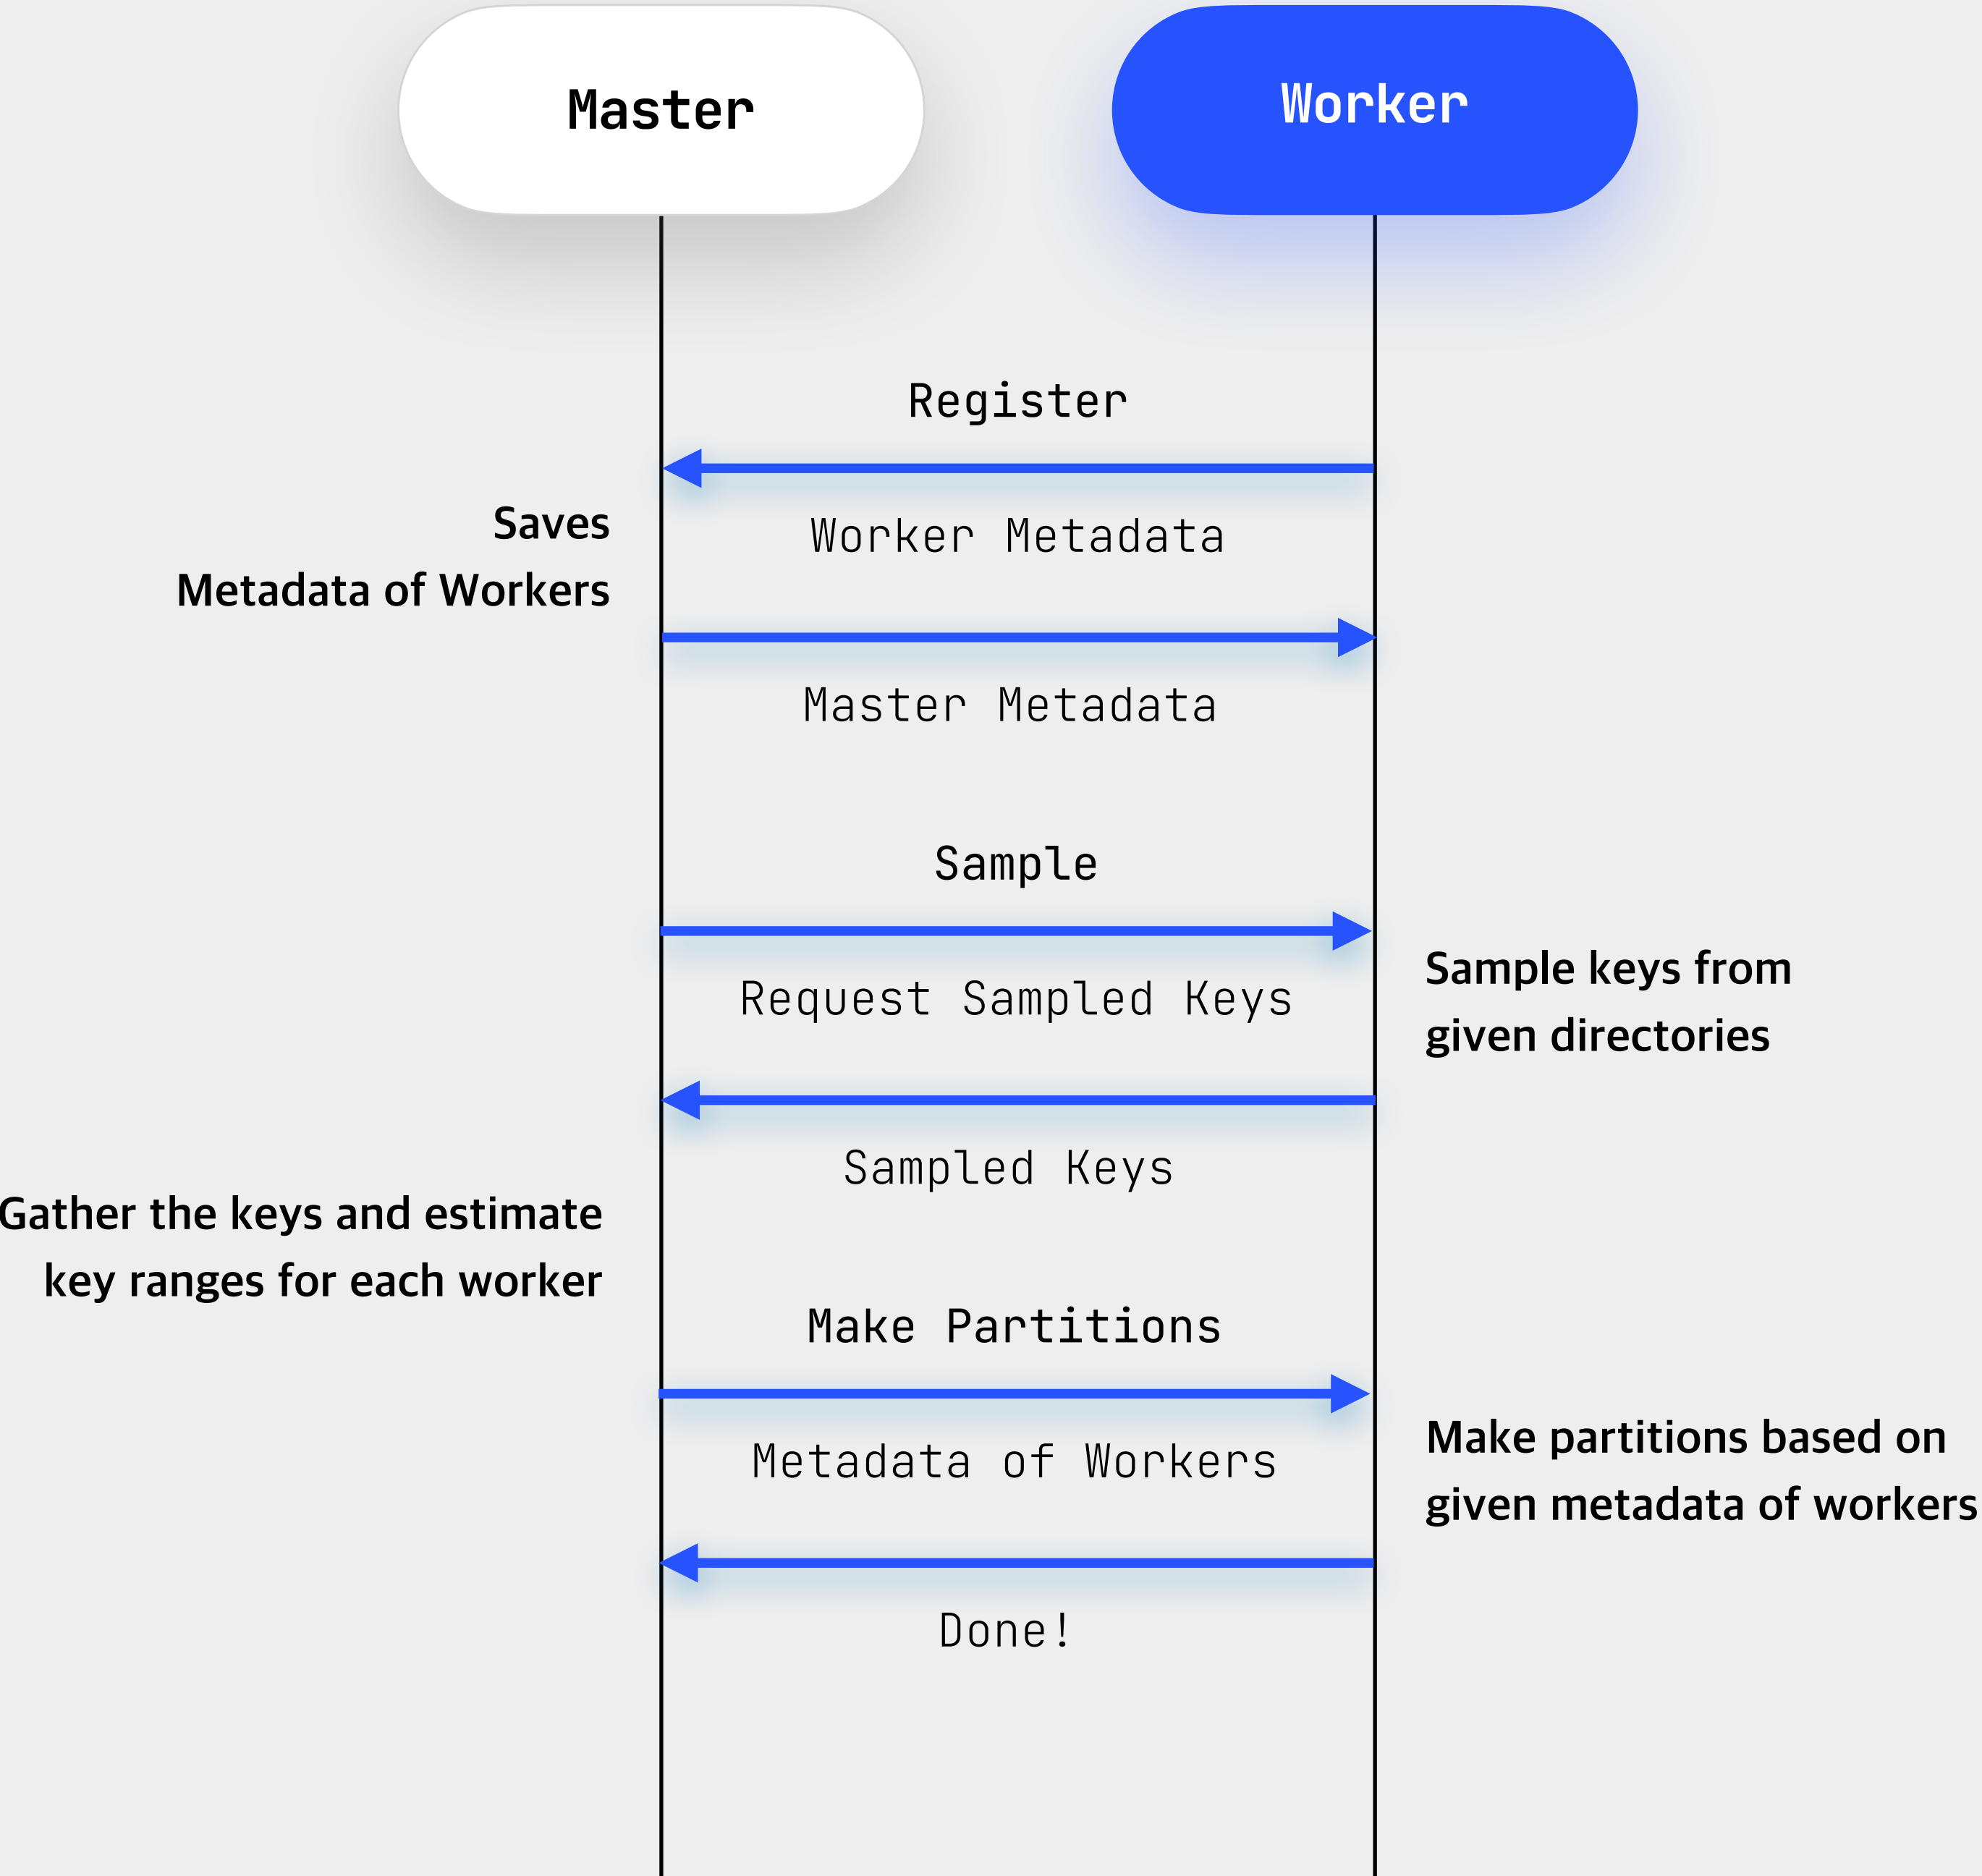 Master
Worker
Register
Worker Metadata
Saves
Metadata of Workers
Master Metadata
Sample
Request Sampled Keys
Sample keys from
given directories
Sampled Keys
Gather the keys and estimate
key ranges for each worker
Make Partitions
Metadata of Workers
Make partitions based on
given metadata of workers
Done!